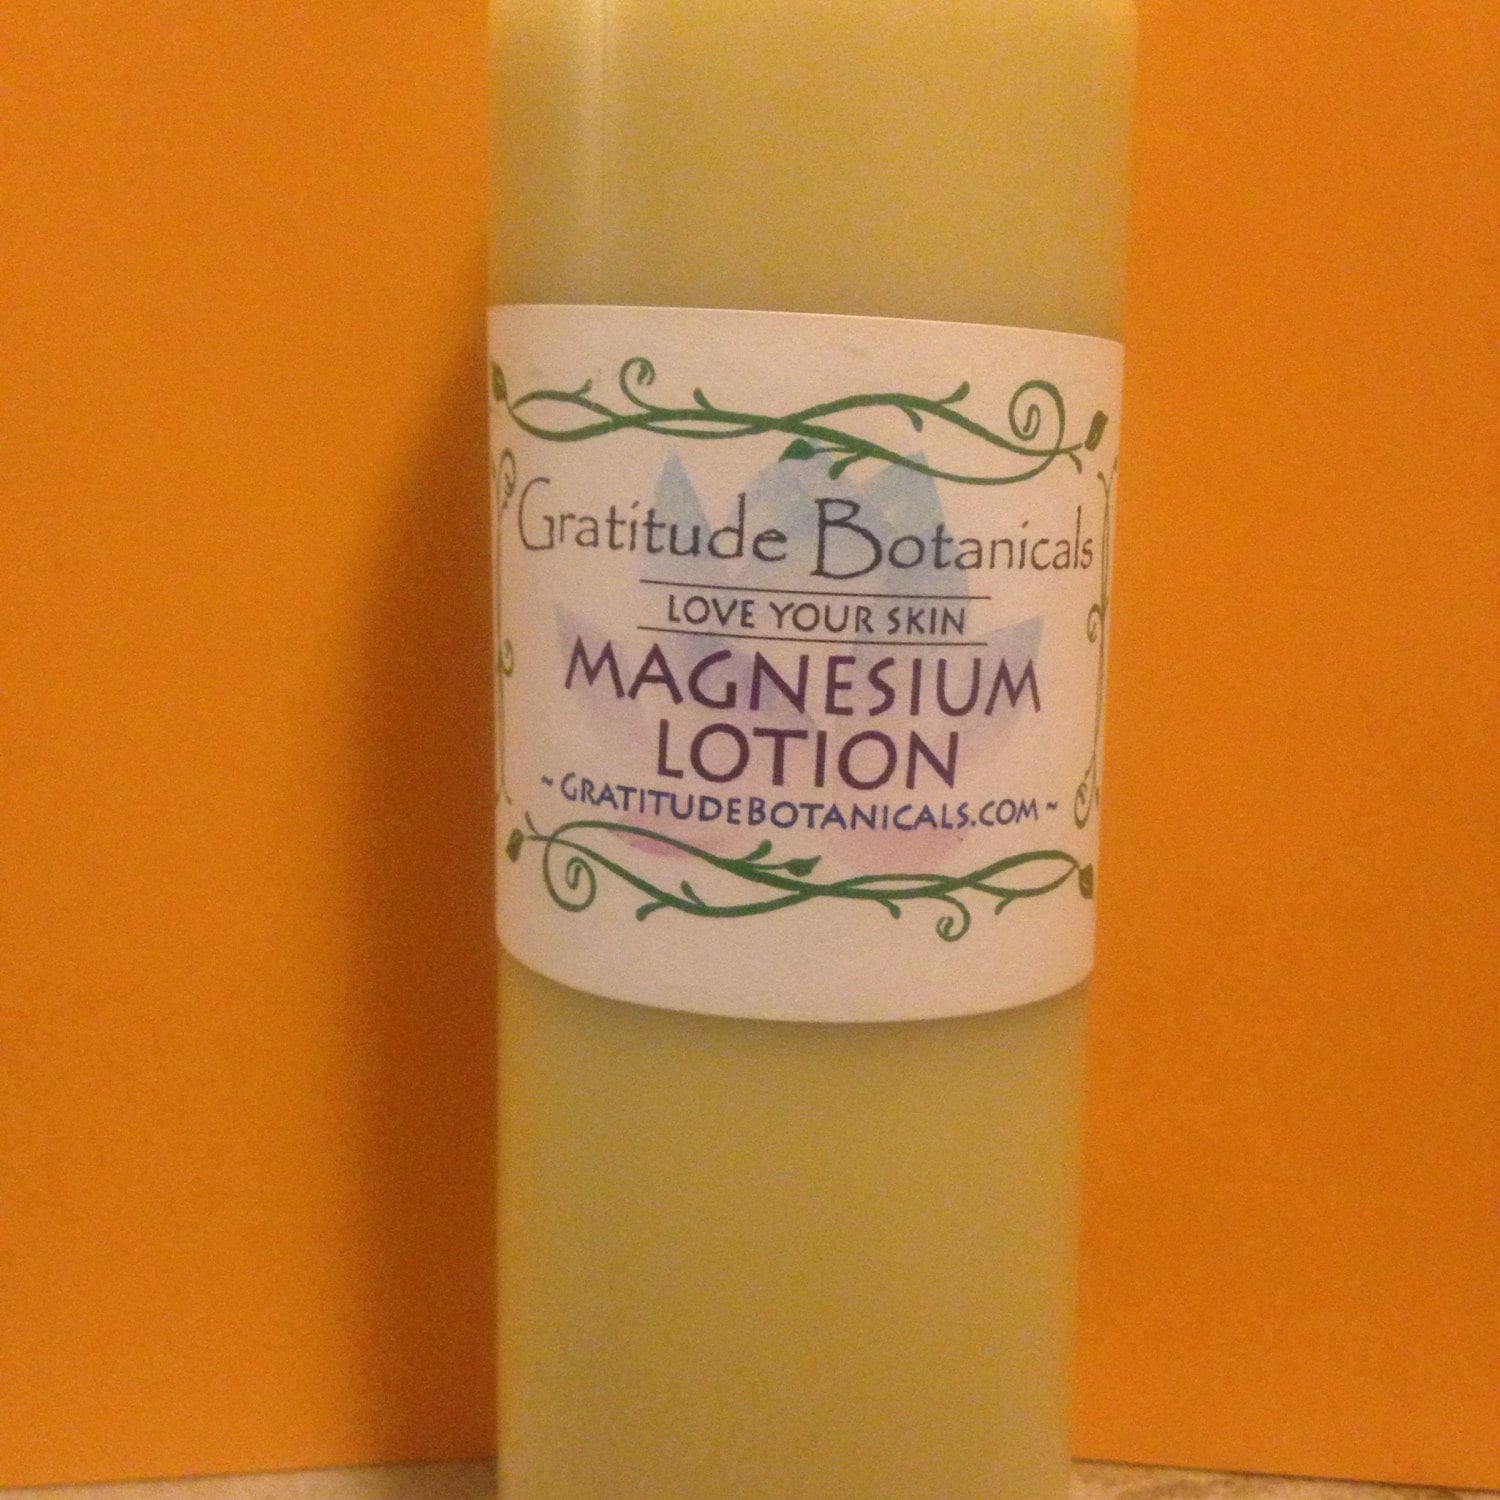 Gratitude Botanicals
LOVE YOUR SKIN
MAGNESIUM
LOTION
~ GRATITUDEBOTANICALS.COM ~